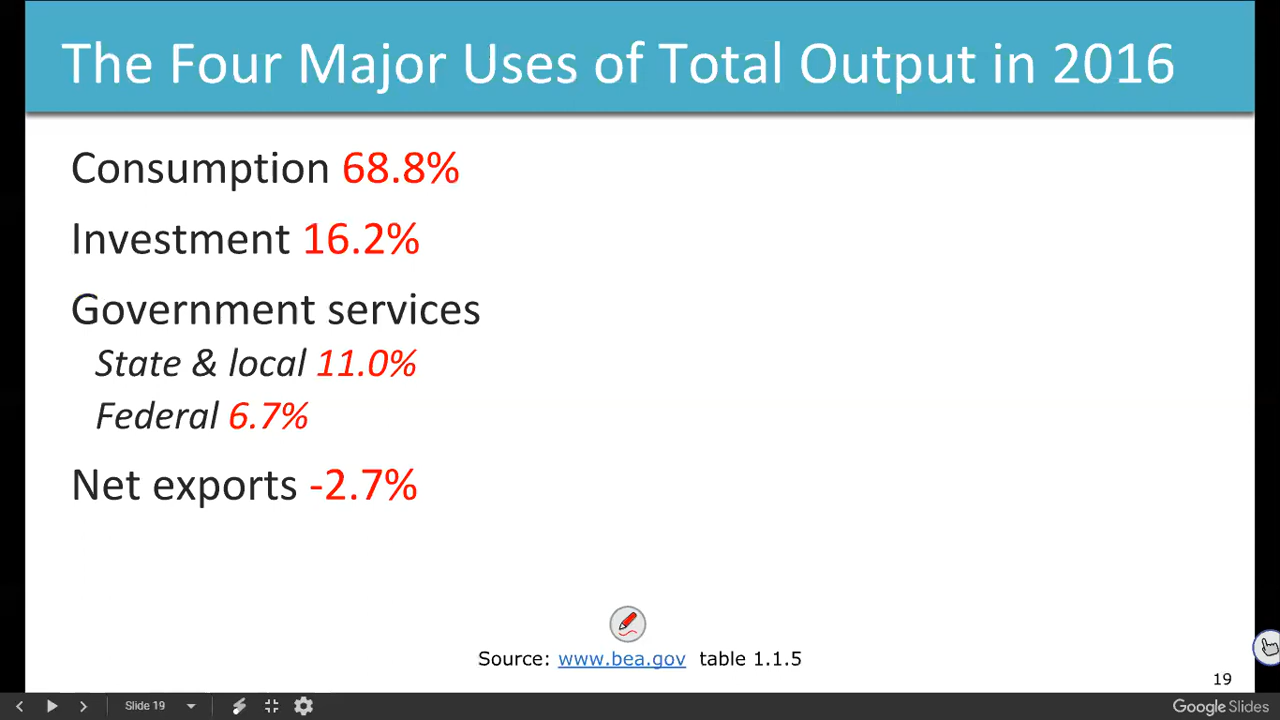 The Four Major Uses of Total Output in 2016
Consumption 68.8%
Investment 16.2%
Government services
State & local 11.0%
Federal 6.7%
Net exports -2.7%
Source: www.bea.gov table 1.1.5
19
Slide 19
Google Slides